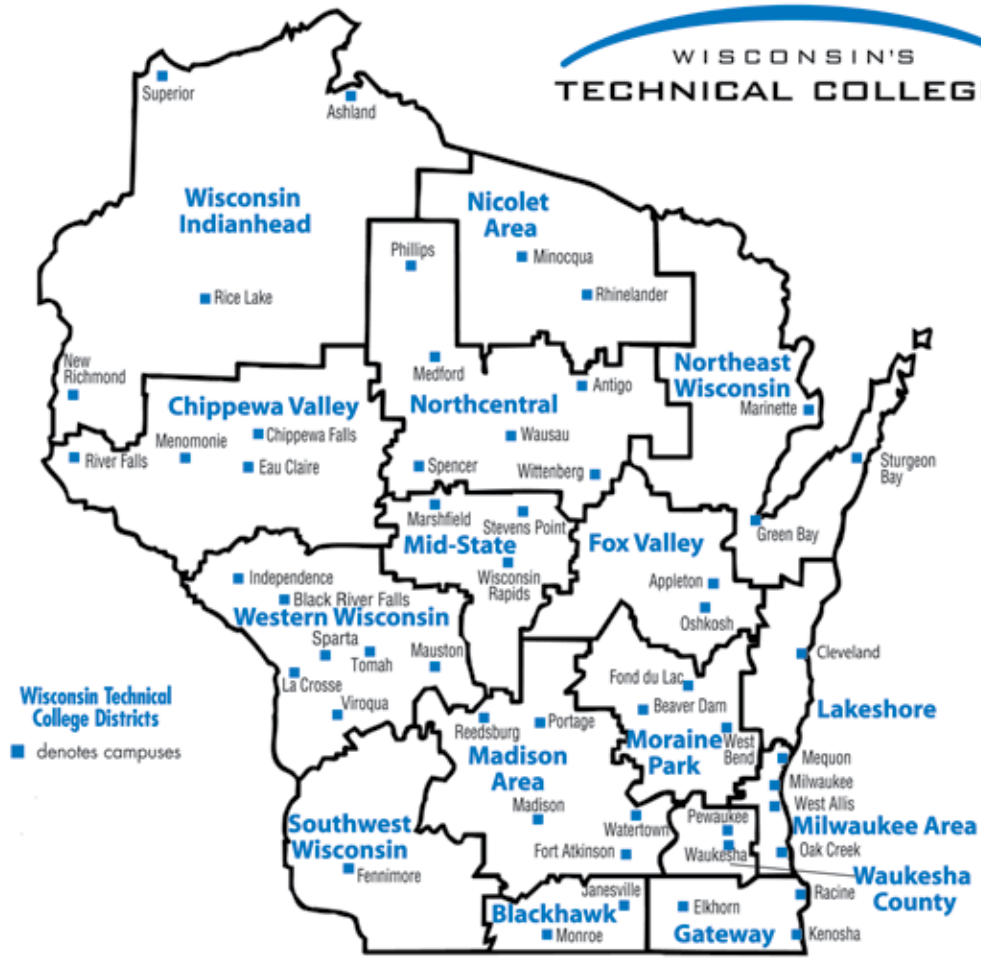 WISCONSIN'S
TECHNICAL COLLEG
Superior
Ashland
Wisconsin
Indianhead
Nicolet
Area
Phillips
Minocqua
Rice Lake
Rhinelander
New
Richmond
Medford
Antigo
Northeast
Wisconsin
Chippewa Valley
Northcentral
Marinette
Chippewa Falls
Wausau
River Falls
Menomonie
Eau Claire
Spencer
Wittenberg
Sturgeon
Bay
Marshfield
Stevens Point
Green Bay
Mid-State
Fox Valley
Wisconsin
Rapids
Appleton
Independence
Black River Falls
Oshkosh
Western Wisconsin
Sparta
Tomah
Mauston
Cleveland
La Crosse
Fond du Lac
Viroqua
Beaver Dam
Lakeshore
Wisconsin Technical
College Districts
denotes campuses
Reedsburg
Portage
West
Bend
Moraine
Park
Madison
Area
Mequon
Milwaukee
West Allis
Madison
Watertown
Pewaukee
Milwaukee Area
Southwest
Wisconsin
Fort Atkinson
Waukesha
Oak Creek
Fennimore
Waukesha
County
Janesville
Elkhorn
Racine
Blackhawk
Monroe
Gateway
Kenosha